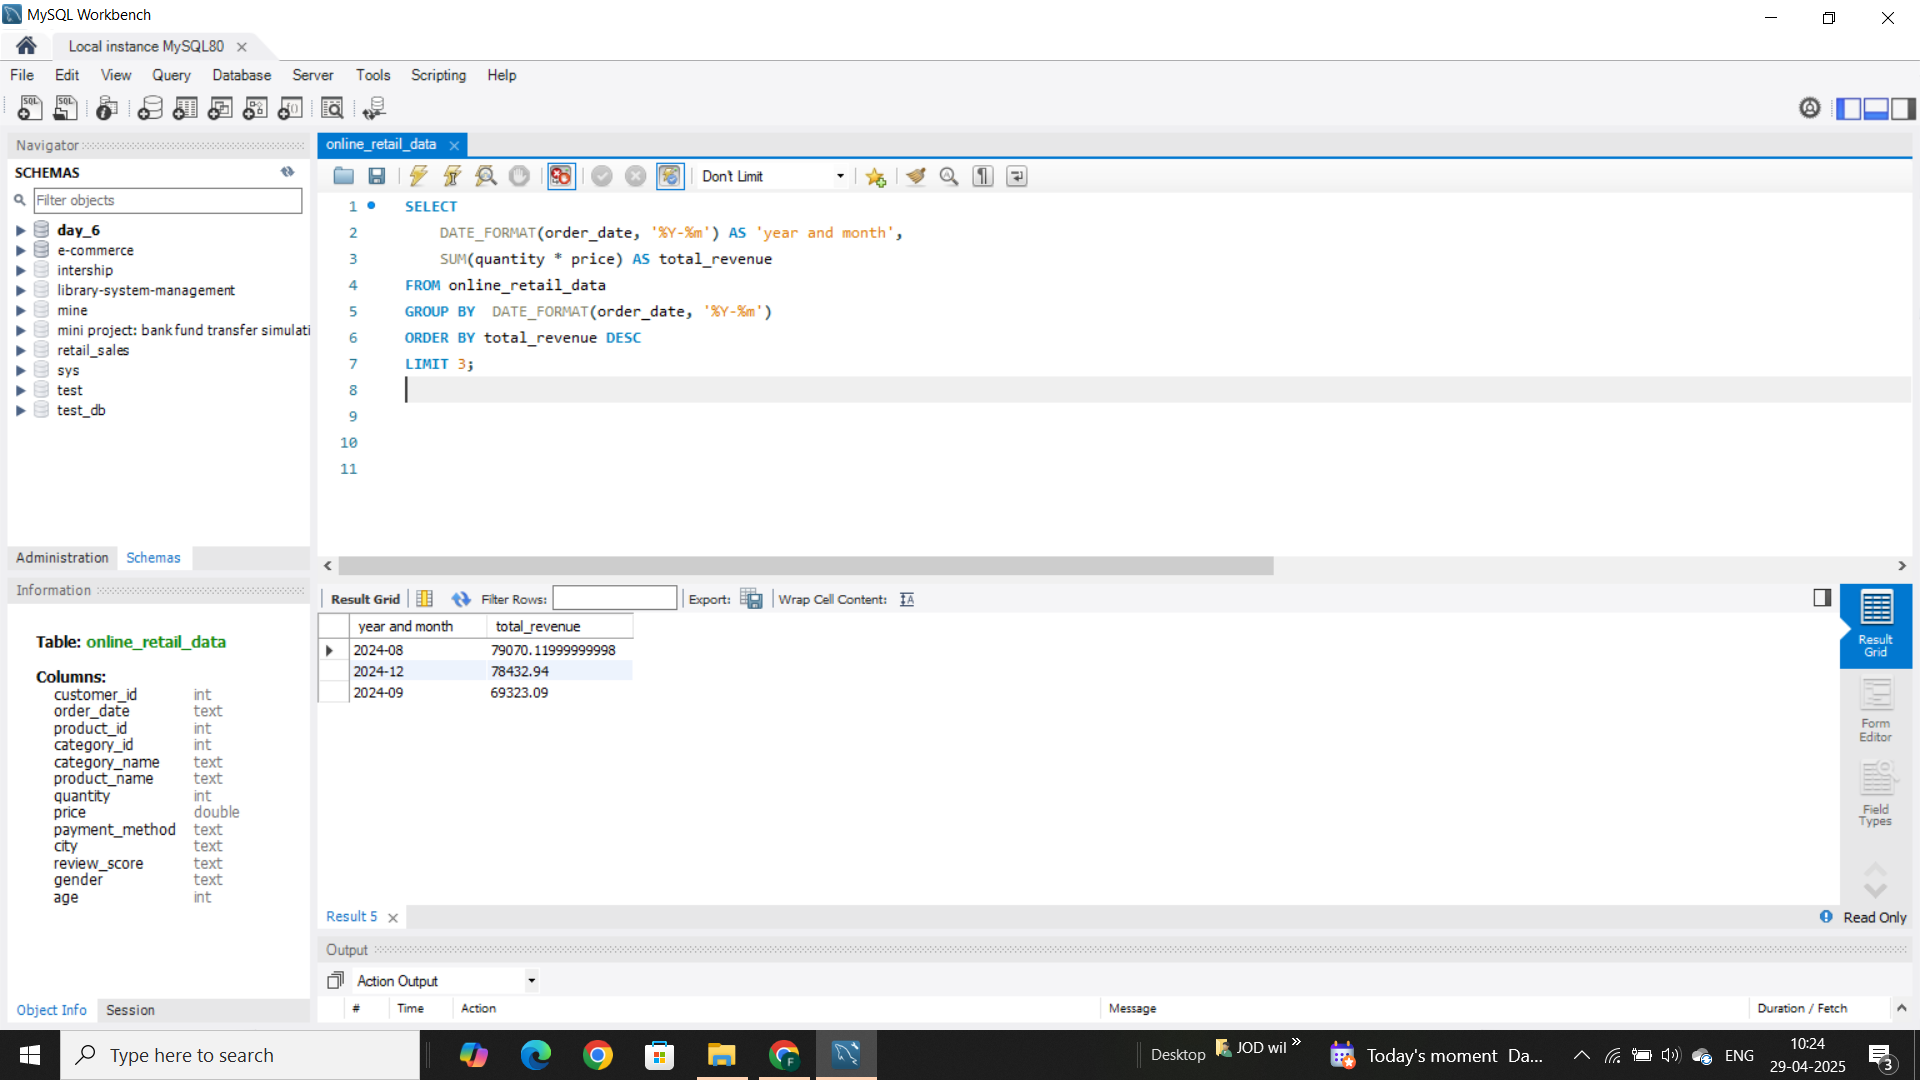 MySQL Workbench
Local instance MySQL80
File Edit View Query Database Server Tools Scripting Help
Navigator
SCHEMAS
Filter objects
day_6
e-commerce
intership
library-system-management
mine
mini project: bank fund transfer simulati
retail_sales
sys
test
test_db
Administration Schemas
Information
Table: online_retail_data
Columns:
customer_id int
order_date text
product_id int
category_id int
category_name text
product_name text
quantity int
price double
payment_method text
city text
review_score text
gender text
age int
Object Info Session
online_retail_data
Don't Limit
1 SELECT
2 DATE_FORMAT(order_date, '%Y-%m') AS 'year and month',
3 SUM(quantity * price) AS total_revenue
4 FROM online_retail_data
5 GROUP BY DATE_FORMAT(order_date, '%Y-%m')
6 ORDER BY total_revenue DESC
7 LIMIT 3;
8
9
10
11
Result Grid Filter Rows: Export: Wrap Cell Content:
year and month total_revenue
2024-08 79070.11999999998
2024-12 78432.94
2024-09 69323.09
Result Grid
Form Editor
Field Types
Result 5
Read Only
Output
Action Output
# Time Action Message Duration / Fetch
Type here to search
Desktop
JOD wil
Today's moment Da...
ENG
10:24
29-04-2025
3